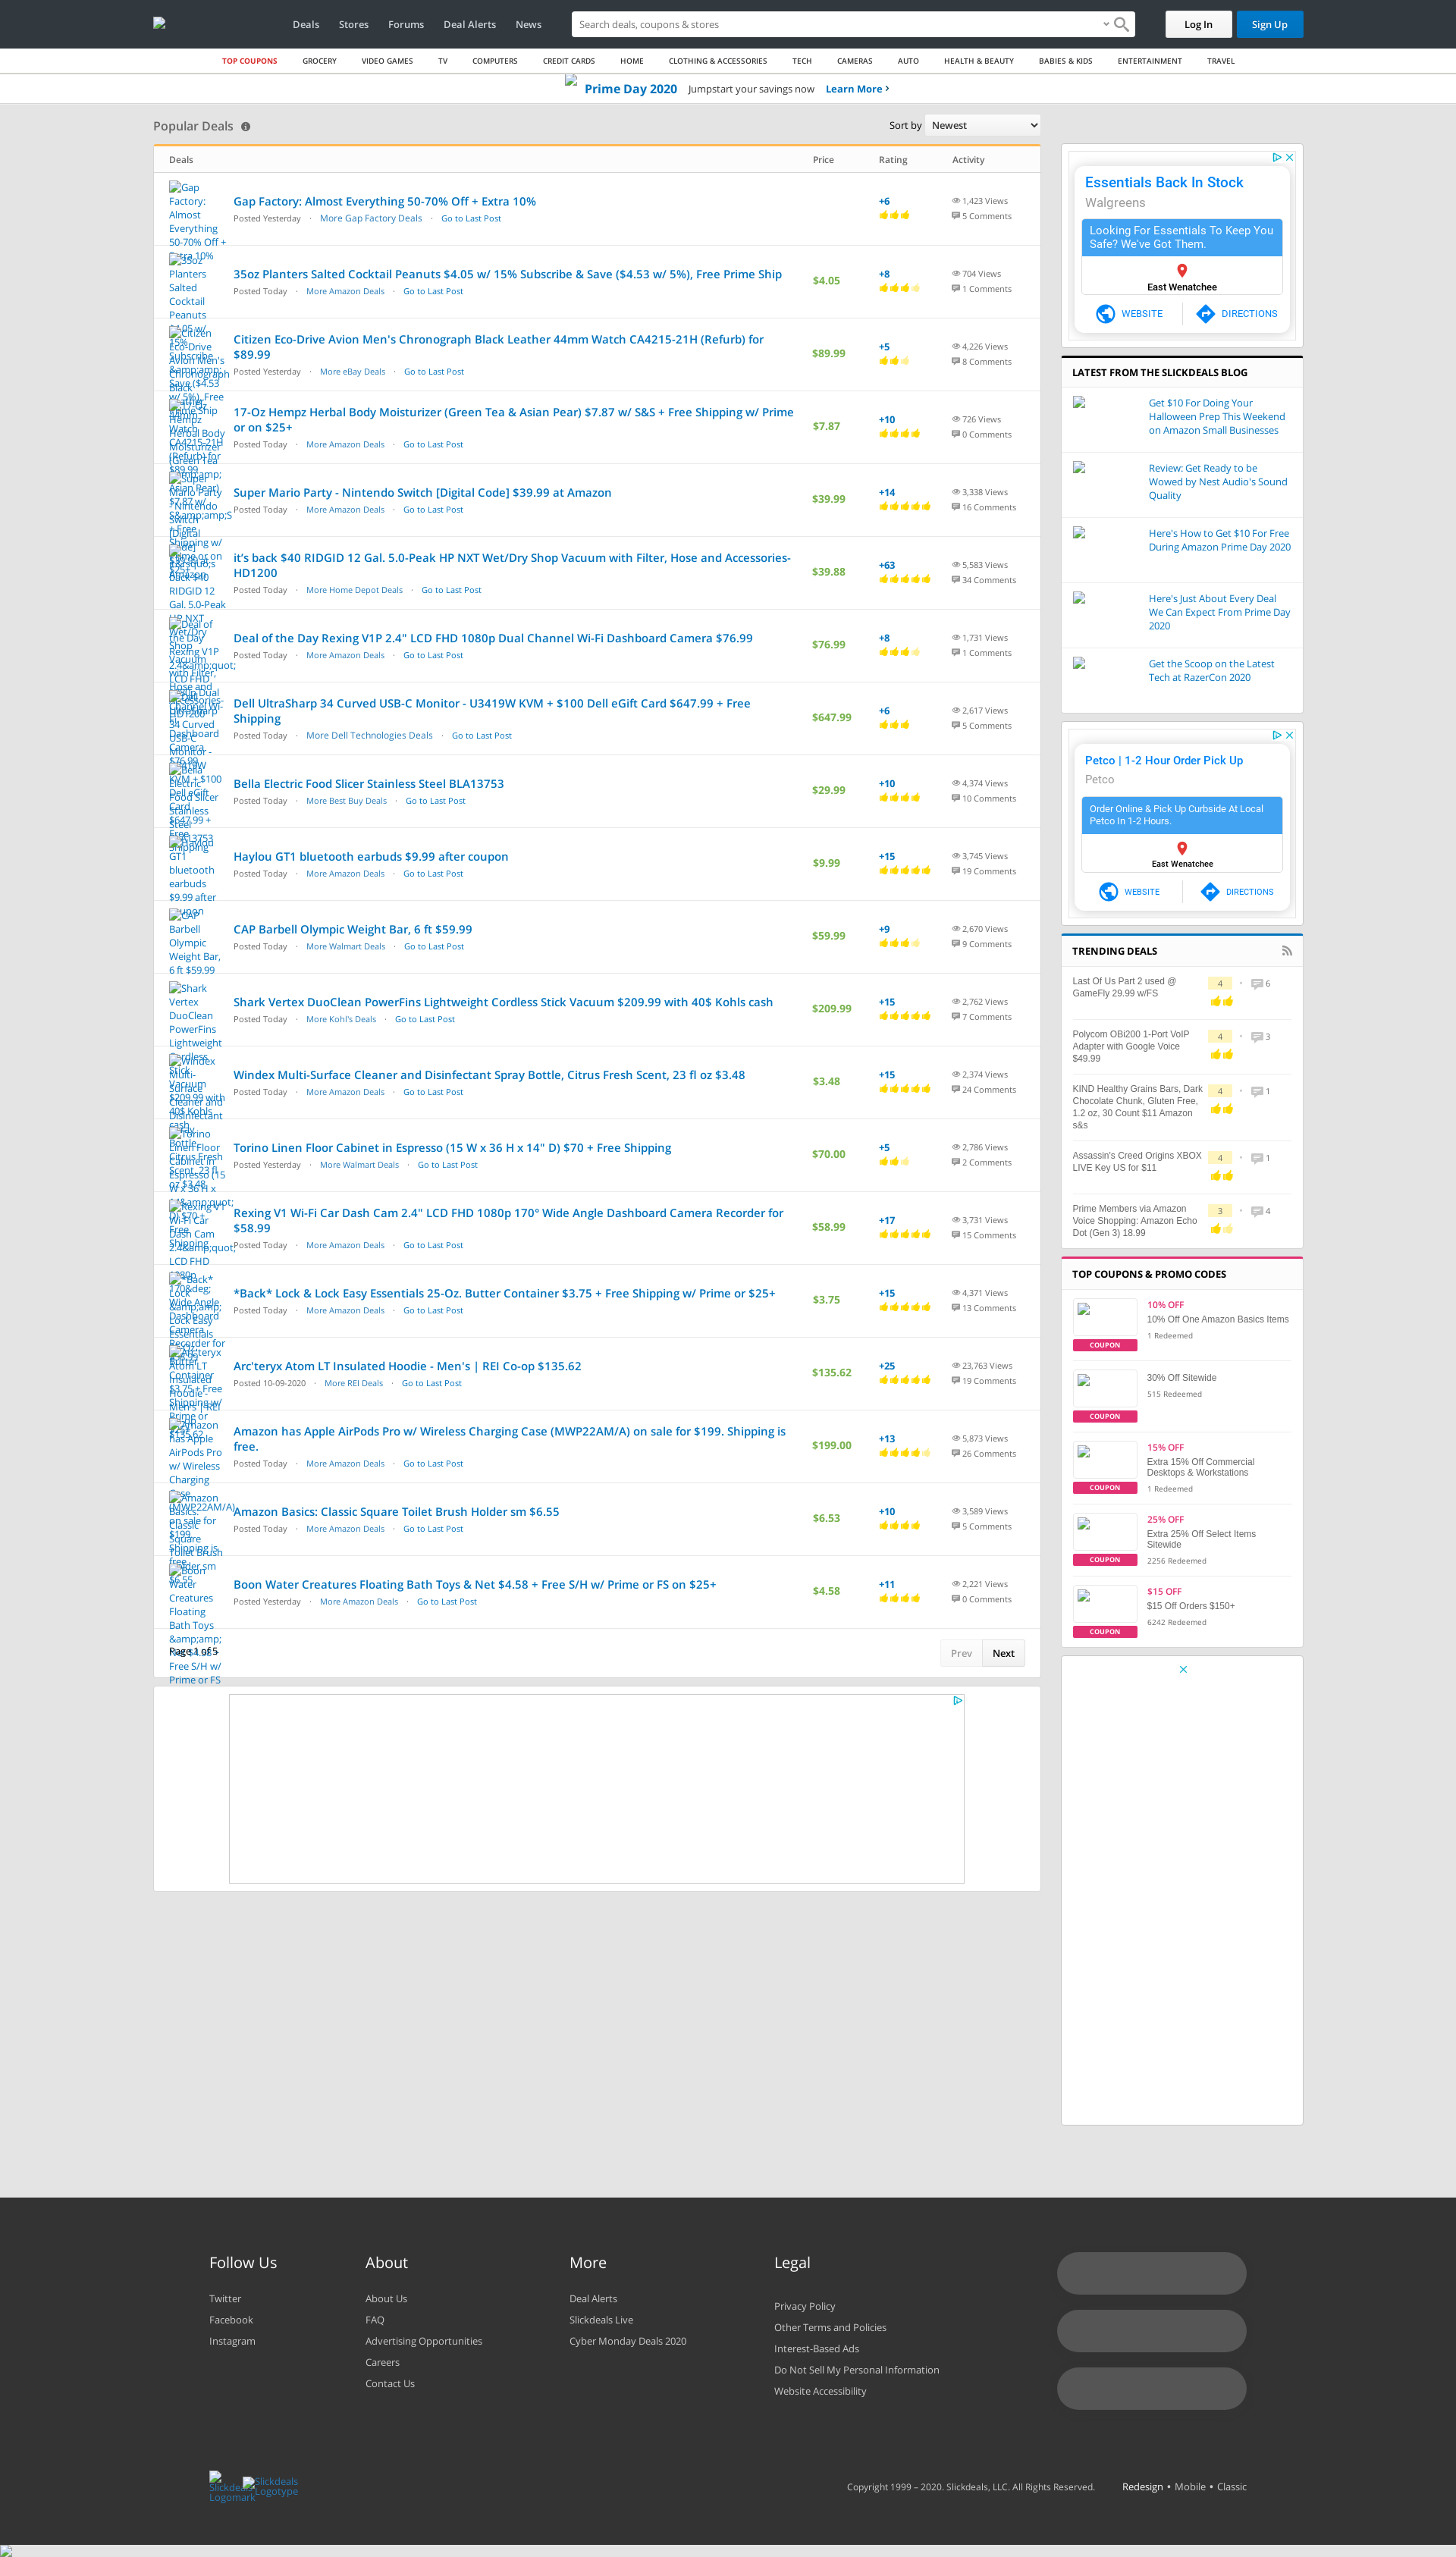 Deals Stores Forums Deal Alerts News
Search deals, coupons & stores
Log In
Sign Up
TOP COUPONS GROCERY VIDEO GAMES TV COMPUTERS CREDIT CARDS HOME CLOTHING & ACCESSORIES TECH CAMERAS AUTO HEALTH & BEAUTY BABIES & KIDS ENTERTAINMENT TRAVEL
Prime Day 2020 Jumpstart your savings now Learn More
Popular Deals
Sort by Newest
Deals Price Rating Activity
Gap Factory: Almost Everything 50-70% Off + Extra 10%
Posted Yesterday · More Gap Factory Deals · Go to Last Post
+6
1,423 Views
5 Comments
35oz Planters Salted Cocktail Peanuts $4.05 w/ 15% Subscribe & Save ($4.53 w/ 5%), Free Prime Ship
Posted Today · More Amazon Deals · Go to Last Post
$4.05
+8
704 Views
1 Comments
Citizen Eco-Drive Avion Men's Chronograph Black Leather 44mm Watch CA4215-21H (Refurb) for
$89.99
Posted Yesterday · More eBay Deals · Go to Last Post
$89.99
+5
4,226 Views
8 Comments
17-Oz Hempz Herbal Body Moisturizer (Green Tea & Asian Pear) $7.87 w/ S&S + Free Shipping w/ Prime
or on $25+
Posted Today · More Amazon Deals · Go to Last Post
$7.87
+10
726 Views
0 Comments
Super Mario Party - Nintendo Switch [Digital Code] $39.99 at Amazon
Posted Today · More Amazon Deals · Go to Last Post
$39.99
+14
3,338 Views
16 Comments
it's back $40 RIDGID 12 Gal. 5.0-Peak HP NXT Wet/Dry Shop Vacuum with Filter, Hose and Accessories-
HD1200
Posted Today · More Home Depot Deals · Go to Last Post
$39.88
+63
5,583 Views
34 Comments
Deal of the Day Rexing V1P 2.4" LCD FHD 1080p Dual Channel Wi-Fi Dashboard Camera $76.99
Posted Today · More Amazon Deals · Go to Last Post
$76.99
+8
1,731 Views
1 Comments
Dell UltraSharp 34 Curved USB-C Monitor - U3419W KVM + $100 Dell eGift Card $647.99 + Free
Shipping
Posted Today · More Dell Technologies Deals · Go to Last Post
$647.99
+6
2,617 Views
5 Comments
Bella Electric Food Slicer Stainless Steel BLA13753
Posted Today · More Best Buy Deals · Go to Last Post
$29.99
+10
4,374 Views
10 Comments
Haylou GT1 bluetooth earbuds $9.99 after coupon
Posted Today · More Amazon Deals · Go to Last Post
$9.99
+15
3,745 Views
19 Comments
CAP Barbell Olympic Weight Bar, 6 ft $59.99
Posted Today · More Walmart Deals · Go to Last Post
$59.99
+9
2,670 Views
9 Comments
Shark Vertex DuoClean PowerFins Lightweight Cordless Stick Vacuum $209.99 with 40$ Kohls cash
Posted Today · More Kohl's Deals · Go to Last Post
$209.99
+15
2,762 Views
7 Comments
Windex Multi-Surface Cleaner and Disinfectant Spray Bottle, Citrus Fresh Scent, 23 fl oz $3.48
Posted Today · More Amazon Deals · Go to Last Post
$3.48
+15
2,374 Views
24 Comments
Torino Linen Floor Cabinet in Espresso (15 W x 36 H x 14" D) $70 + Free Shipping
Posted Yesterday · More Walmart Deals · Go to Last Post
$70.00
+5
2,786 Views
2 Comments
Rexing V1 Wi-Fi Car Dash Cam 2.4" LCD FHD 1080p 170° Wide Angle Dashboard Camera Recorder for
$58.99
Posted Today · More Amazon Deals · Go to Last Post
$58.99
+17
3,731 Views
15 Comments
*Back* Lock & Lock Easy Essentials 25-Oz. Butter Container $3.75 + Free Shipping w/ Prime or $25+
Posted Today · More Amazon Deals · Go to Last Post
$3.75
+15
4,371 Views
13 Comments
Arc'teryx Atom LT Insulated Hoodie - Men's | REI Co-op $135.62
Posted 10-09-2020 · More REI Deals · Go to Last Post
$135.62
+25
23,763 Views
19 Comments
Amazon has Apple AirPods Pro w/ Wireless Charging Case (MWP22AM/A) on sale for $199. Shipping is
free.
Posted Today · More Amazon Deals · Go to Last Post
$199.00
+13
5,873 Views
26 Comments
Amazon Basics: Classic Square Toilet Brush Holder sm $6.55
Posted Today · More Amazon Deals · Go to Last Post
$6.53
+10
3,589 Views
5 Comments
Boon Water Creatures Floating Bath Toys & Net $4.58 + Free S/H w/ Prime or FS on $25+
Posted Yesterday · More Amazon Deals · Go to Last Post
$4.58
+11
2,221 Views
0 Comments
Page 1 of 5
Prev Next
Essentials Back In Stock
Walgreens
Looking For Essentials To Keep You
Safe? We've Got Them.
East Wenatchee
WEBSITE DIRECTIONS
LATEST FROM THE SLICKDEALS BLOG
Get $10 For Doing Your
Halloween Prep This Weekend
on Amazon Small Businesses
Review: Get Ready to be
Wowed by Nest Audio's Sound
Quality
Here's How to Get $10 For Free
During Amazon Prime Day 2020
Here's Just About Every Deal
We Can Expect From Prime Day
2020
Get the Scoop on the Latest
Tech at RazerCon 2020
Petco | 1-2 Hour Order Pick Up
Petco
Order Online & Pick Up Curbside At Local
Petco In 1-2 Hours.
East Wenatchee
WEBSITE DIRECTIONS
TRENDING DEALS
Last Of Us Part 2 used @
GameFly 29.99 w/FS
4 · 6
Polycom OBi200 1-Port VoIP
Adapter with Google Voice
$49.99
4 · 3
KIND Healthy Grains Bars, Dark
Chocolate Chunk, Gluten Free,
1.2 oz, 30 Count $11 Amazon
s&s
4 · 1
Assassin's Creed Origins XBOX
LIVE Key US for $11
4 · 1
Prime Members via Amazon
Voice Shopping: Amazon Echo
Dot (Gen 3) 18.99
3 · 4
TOP COUPONS & PROMO CODES
10% OFF
10% Off One Amazon Basics Items
1 Redeemed
COUPON
30% Off Sitewide
515 Redeemed
COUPON
15% OFF
Extra 15% Off Commercial
Desktops & Workstations
1 Redeemed
COUPON
25% OFF
Extra 25% Off Select Items
Sitewide
2256 Redeemed
COUPON
$15 OFF
$15 Off Orders $150+
6242 Redeemed
COUPON
Follow Us
Twitter
Facebook
Instagram
About
About Us
FAQ
Advertising Opportunities
Careers
Contact Us
More
Deal Alerts
Slickdeals Live
Cyber Monday Deals 2020
Legal
Privacy Policy
Other Terms and Policies
Interest-Based Ads
Do Not Sell My Personal Information
Website Accessibility
Slickdeals Logomark
Slickdeals Logotype
Copyright 1999 – 2020. Slickdeals, LLC. All Rights Reserved.
Redesign • Mobile • Classic